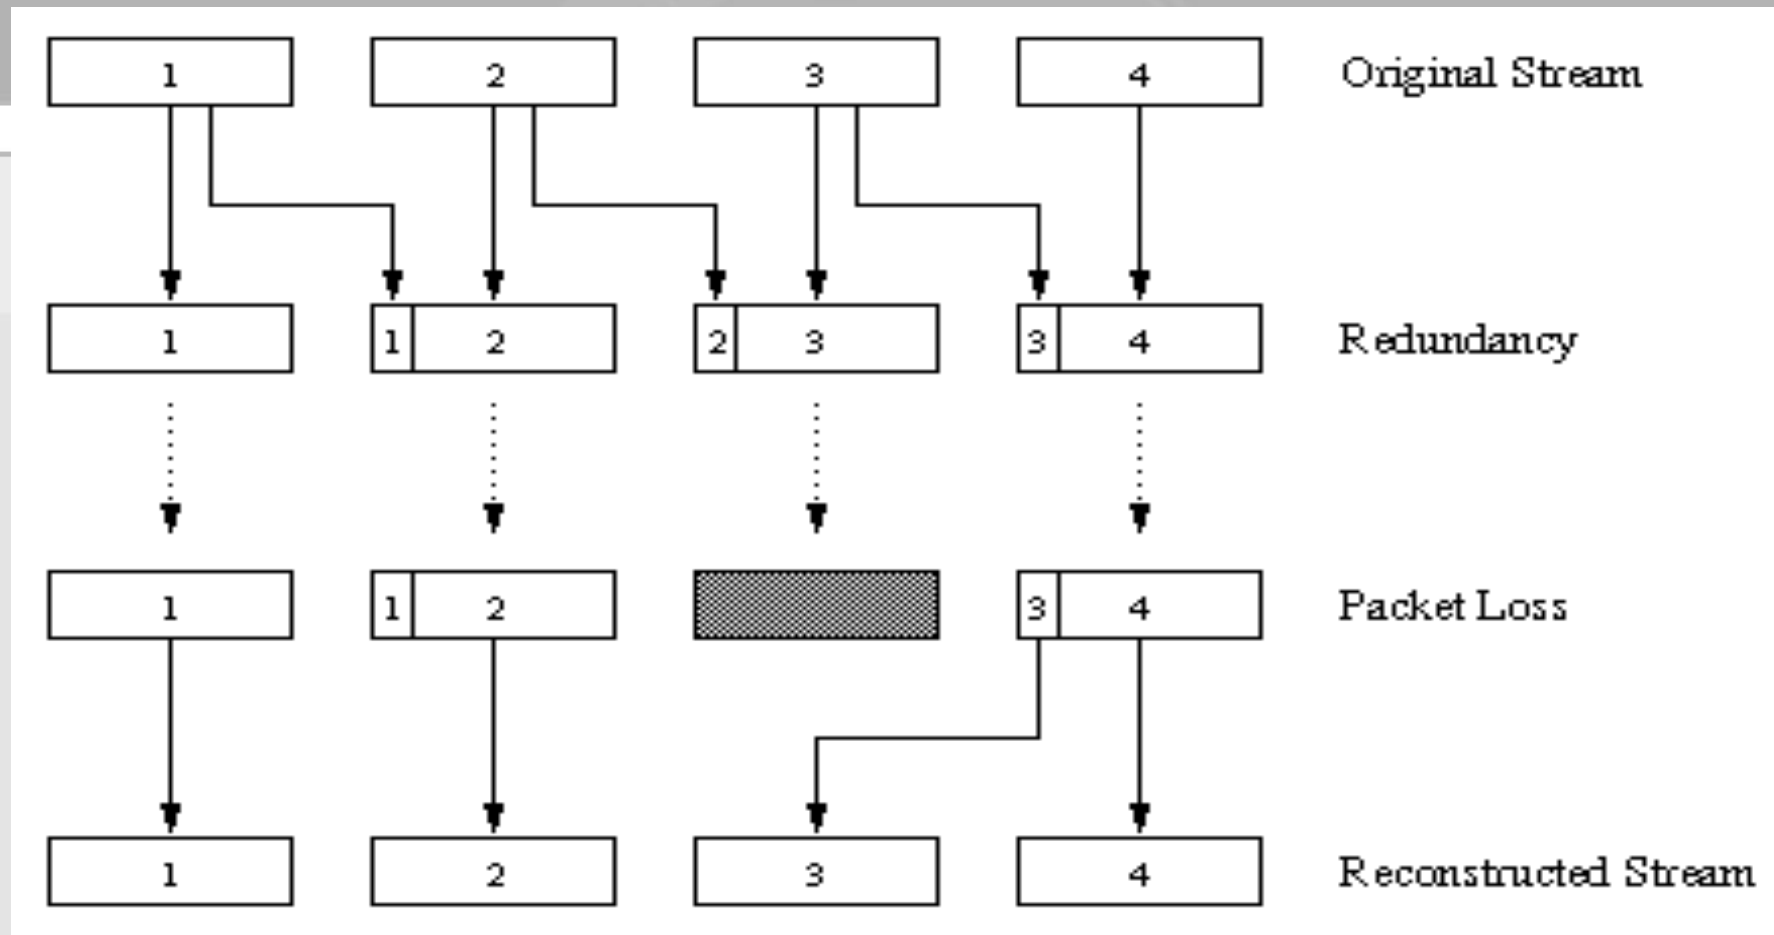 1 2 3 4 Original Stream
1 1 2 2 3 3 4 Redundancy
1 1 2 3 4 Packet Loss
1 2 3 4 Reconstructed Stream